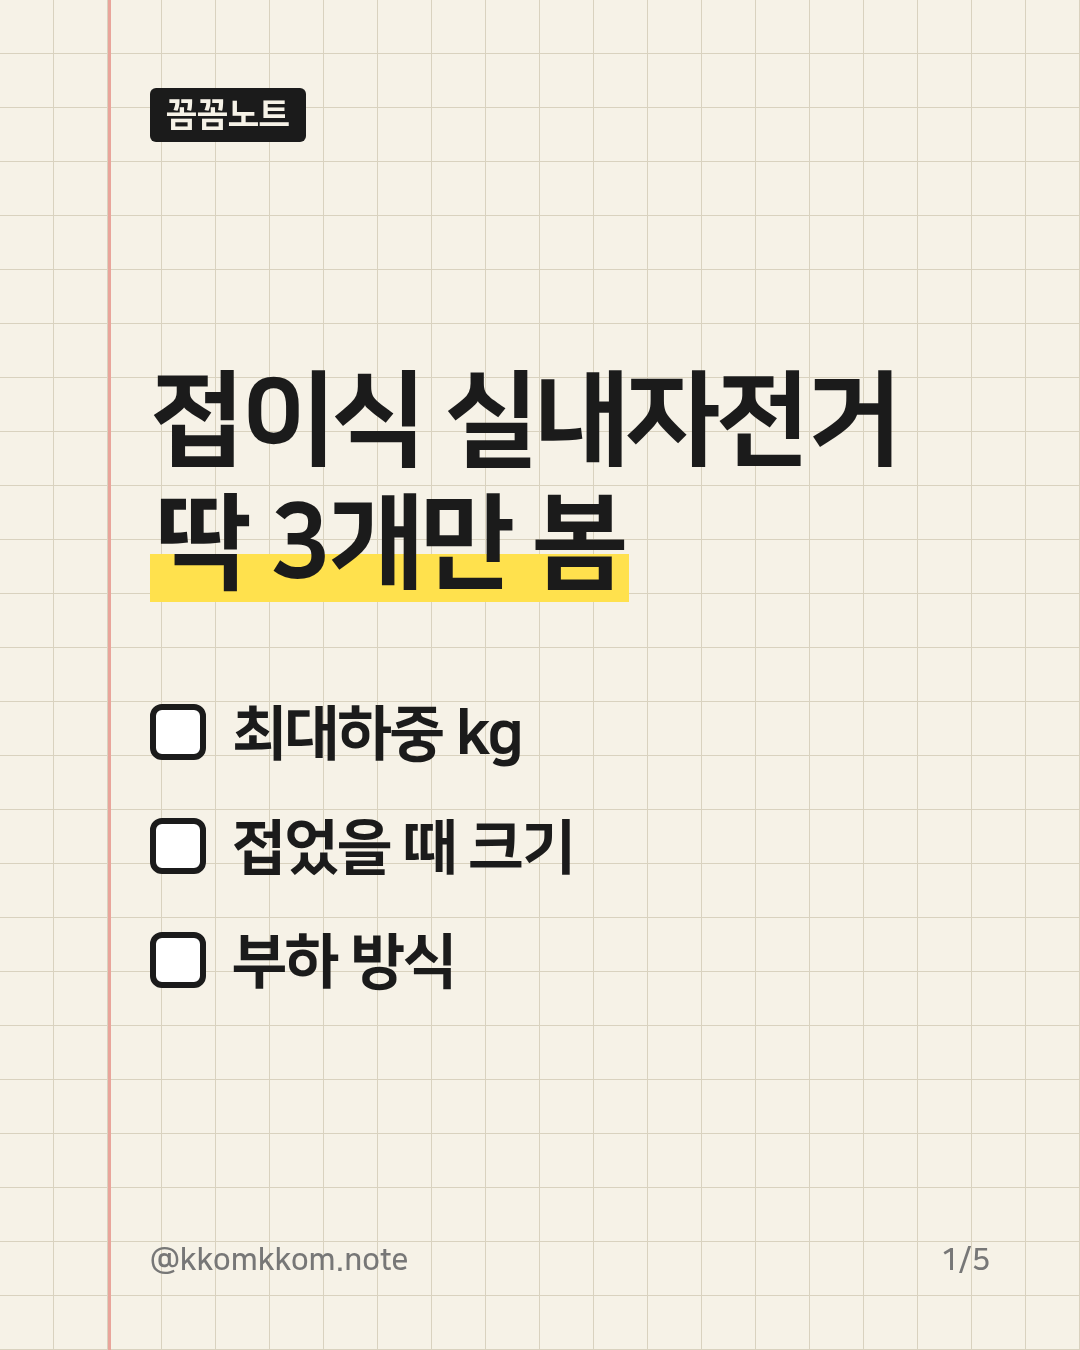 꼼꼼노트
접이식 실내자전거
딱 3개만 봄
최대하중 kg
접었을 때 크기
부하 방식
@kkomkkom.note
1/5